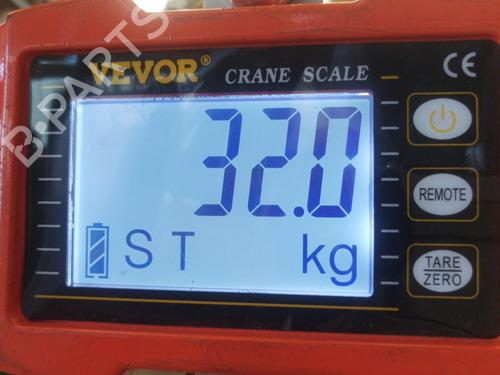 B-PARTS
VEVOR®
CRANE SCALE
CE
32.0
REMOTE
ST
kg
TARE
ZERO